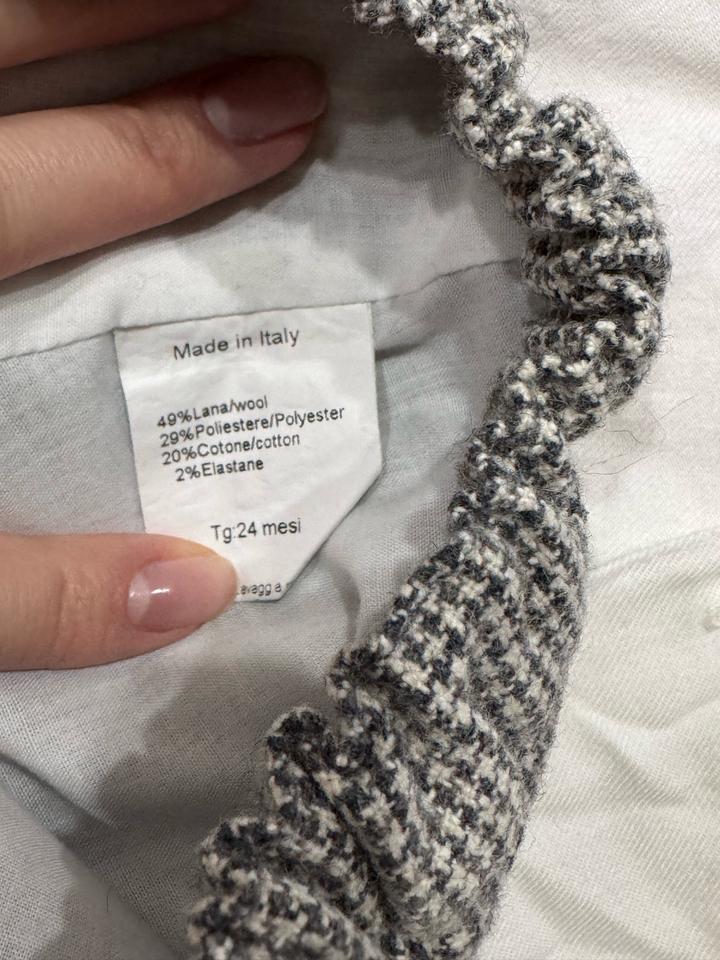 Made in Italy
49%Lana/wool
29%Poliestere/Polyester
20%Cotone/cotton
2%Elastane
Tg:24 mesi